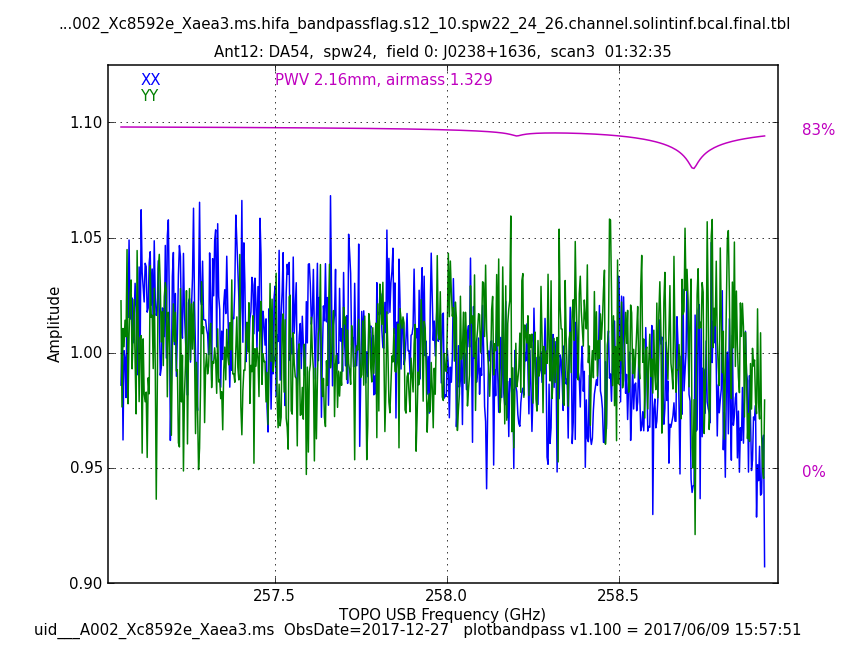 ...002_Xc8592e_Xaea3.ms.hifa_bandpassflag.s12_10.spw22_24_26.channel.solintinf.bcal.final.tbl
Ant12: DA54, spw24, field 0: J0238+1636, scan3 01:32:35
XX
PWV 2.16mm, airmass 1.329
YY
1.10
83%
1.05
Amplitude
1.00
0.95
0%
0.90
257.5
258.0
258.5
TOPO USB Frequency (GHz)
uid___A002_Xc8592e_Xaea3.ms ObsDate=2017-12-27 plotbandpass v1.100 = 2017/06/09 15:57:51